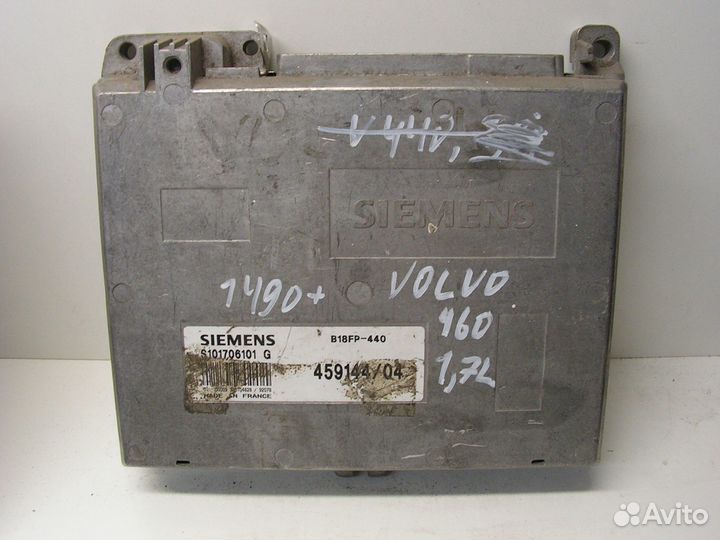 V440,
SIEMENS
1490+ VOLVO
460
1,7L
SIEMENS B18FP-440
S101706101 G
459144/04
MADE IN FRANCE
Avito